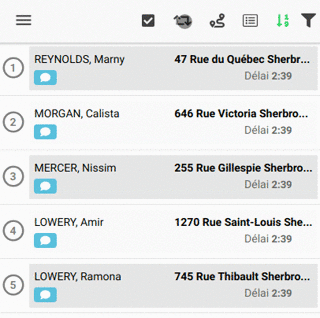 1 REYNOLDS, Marny 47 Rue du Québec Sherbr...
Délai 2:39
2 MORGAN, Calista 646 Rue Victoria Sherbro...
Délai 2:39
3 MERCER, Nissim 255 Rue Gillespie Sherbro...
Délai 2:39
4 LOWERY, Amir 1270 Rue Saint-Louis She...
Délai 2:39
5 LOWERY, Ramona 745 Rue Thibault Sherbro...
Délai 2:39